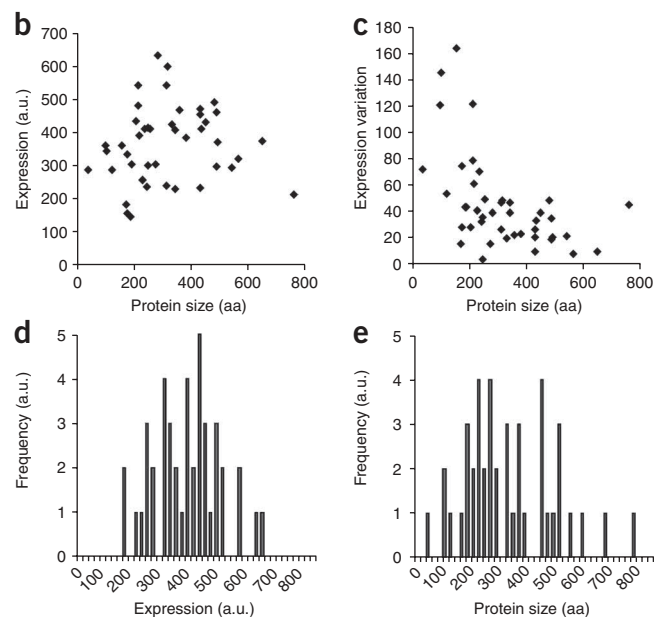 b
Expression (a.u.)
700
600
500
400
300
200
100
0
0 200 400 600 800
Protein size (aa)
c
Expression variation
180
160
140
120
100
80
60
40
20
0
0 200 400 600 800
Protein size (aa)
d
Frequency (a.u.)
5
4
3
2
1
0
0 100 200 300 400 500 600 700 800
Expression (a.u.)
e
Frequency (a.u.)
5
4
3
2
1
0
0 100 200 300 400 500 600 700 800
Protein size (aa)